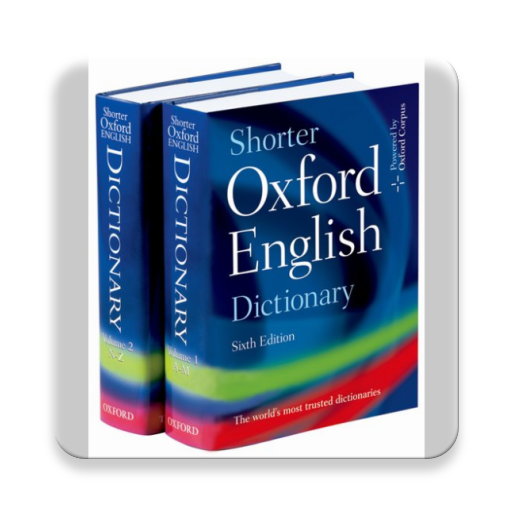 Shorter
Oxford
ENGLISH
DICTIONARY
Volume 2
N-Z
OXFORD
Shorter
Oxford
ENGLISH
DICTIONARY
Volume 1
A-M
OXFORD
Shorter
Oxford
English
Dictionary
Sixth Edition
Powered by
Oxford Corpus
The world's most trusted dictionaries